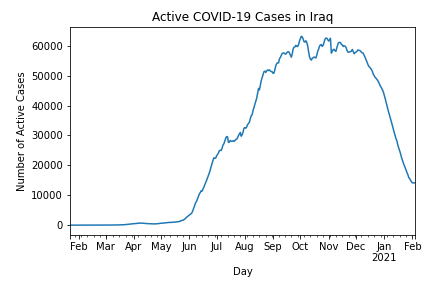 Active COVID-19 Cases in Iraq
Number of Active Cases
60000
50000
40000
30000
20000
10000
0
Feb Mar Apr May Jun Jul Aug Sep Oct Nov Dec Jan Feb
2021
Day